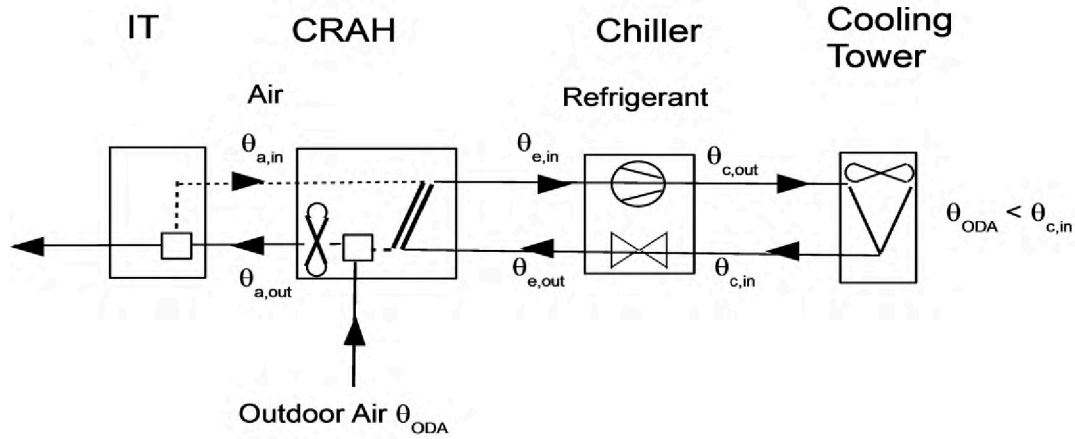 IT
CRAH
Chiller
Cooling
Tower
Air
Refrigerant
θa,in
θe,in
θc,out
θODA < θc,in
θa,out
θe,out
θc,in
Outdoor Air θODA